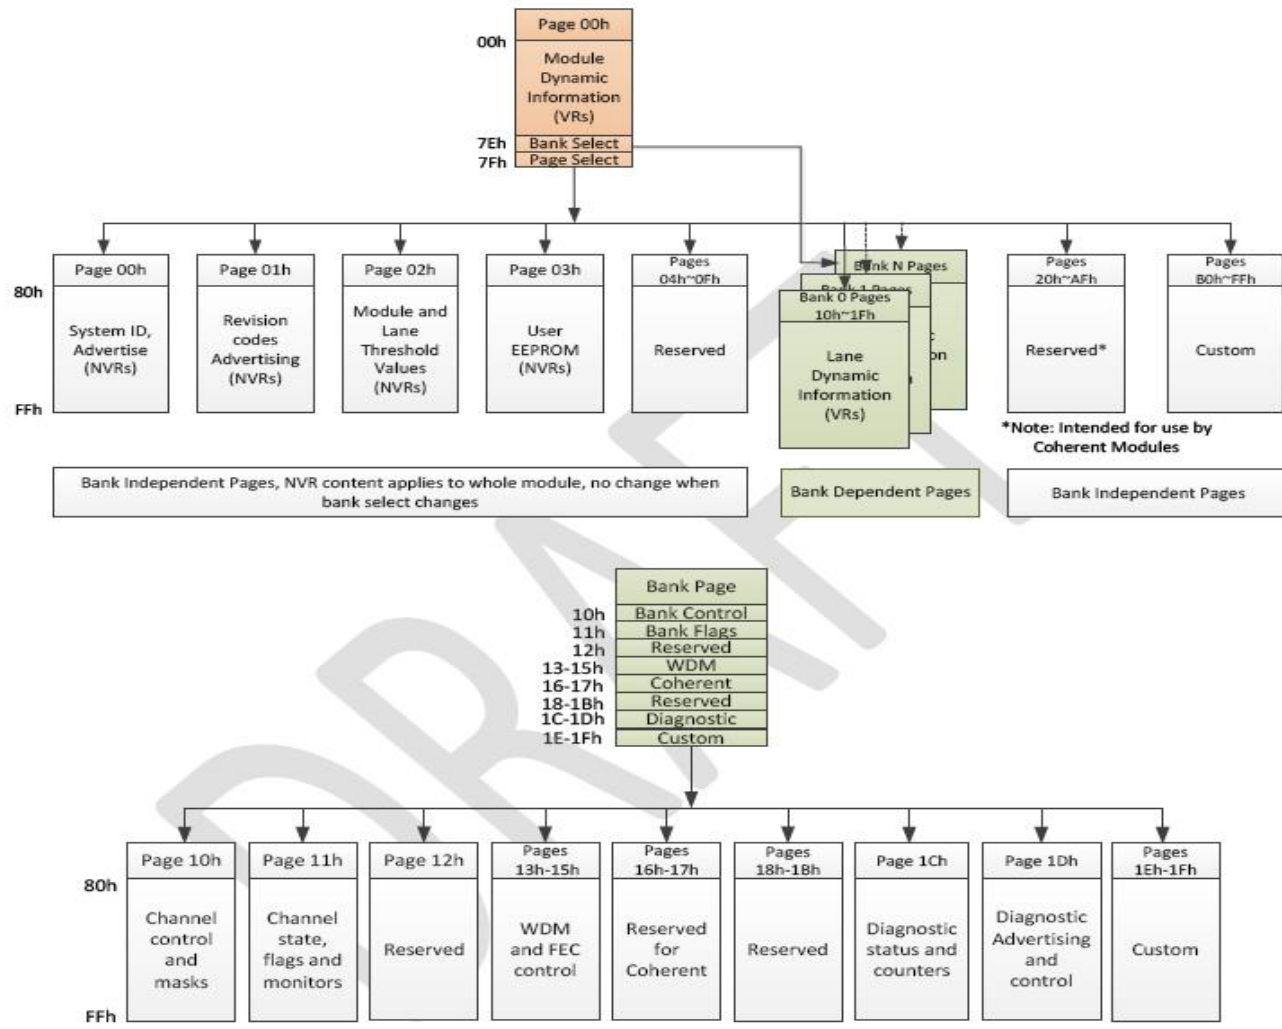 Page 00h
00h
Module
Dynamic
Information
(VRs)
7Eh
Bank Select
7Fh
Page Select
Page 00h
80h
System ID,
Advertise
(NVRs)
FFh
Page 01h
Revision
codes
Advertising
(NVRs)
Page 02h
Module and
Lane
Threshold
Values
(NVRs)
Page 03h
User
EEPROM
(NVRs)
Pages
04h~0Fh
Reserved
Bank N Pages
Bank 1 Pages
Bank 0 Pages
10h~1Fh
Lane
Dynamic
Information
(VRs)
Pages
20h~AFh
Reserved*
*Note: Intended for use by
Coherent Modules
Pages
B0h~FFh
Custom
Bank Independent Pages, NVR content applies to whole module, no change when
bank select changes
Bank Dependent Pages
Bank Independent Pages
Bank Page
10h Bank Control
11h Bank Flags
12h Reserved
13-15h WDM
16-17h Coherent
18-1Bh Reserved
1C-1Dh Diagnostic
1E-1Fh Custom
Page 10h
80h
Channel
control
and
masks
FFh
Page 11h
Channel
state,
flags and
monitors
Page 12h
Reserved
Pages
13h-15h
WDM
and FEC
control
Pages
16h-17h
Reserved
for
Coherent
Pages
18h-1Bh
Reserved
Page 1Ch
Diagnostic
status and
counters
Page 1Dh
Diagnostic
Advertising
and
control
Pages
1Eh-1Fh
Custom
DRAFT